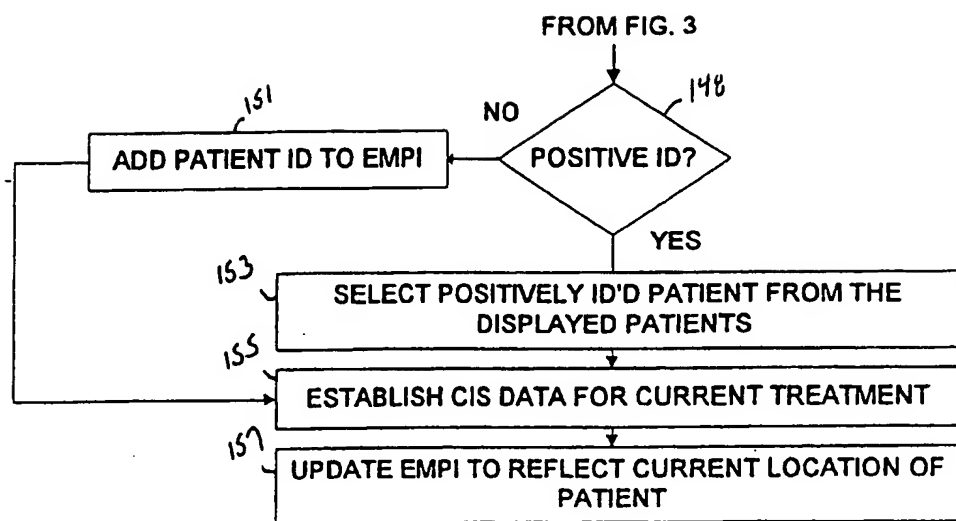 FROM FIG. 3
148
NO
151
ADD PATIENT ID TO EMPI
POSITIVE ID?
YES
153
SELECT POSITIVELY ID'D PATIENT FROM THE
DISPLAYED PATIENTS
155
ESTABLISH CIS DATA FOR CURRENT TREATMENT
157
UPDATE EMPI TO REFLECT CURRENT LOCATION OF
PATIENT